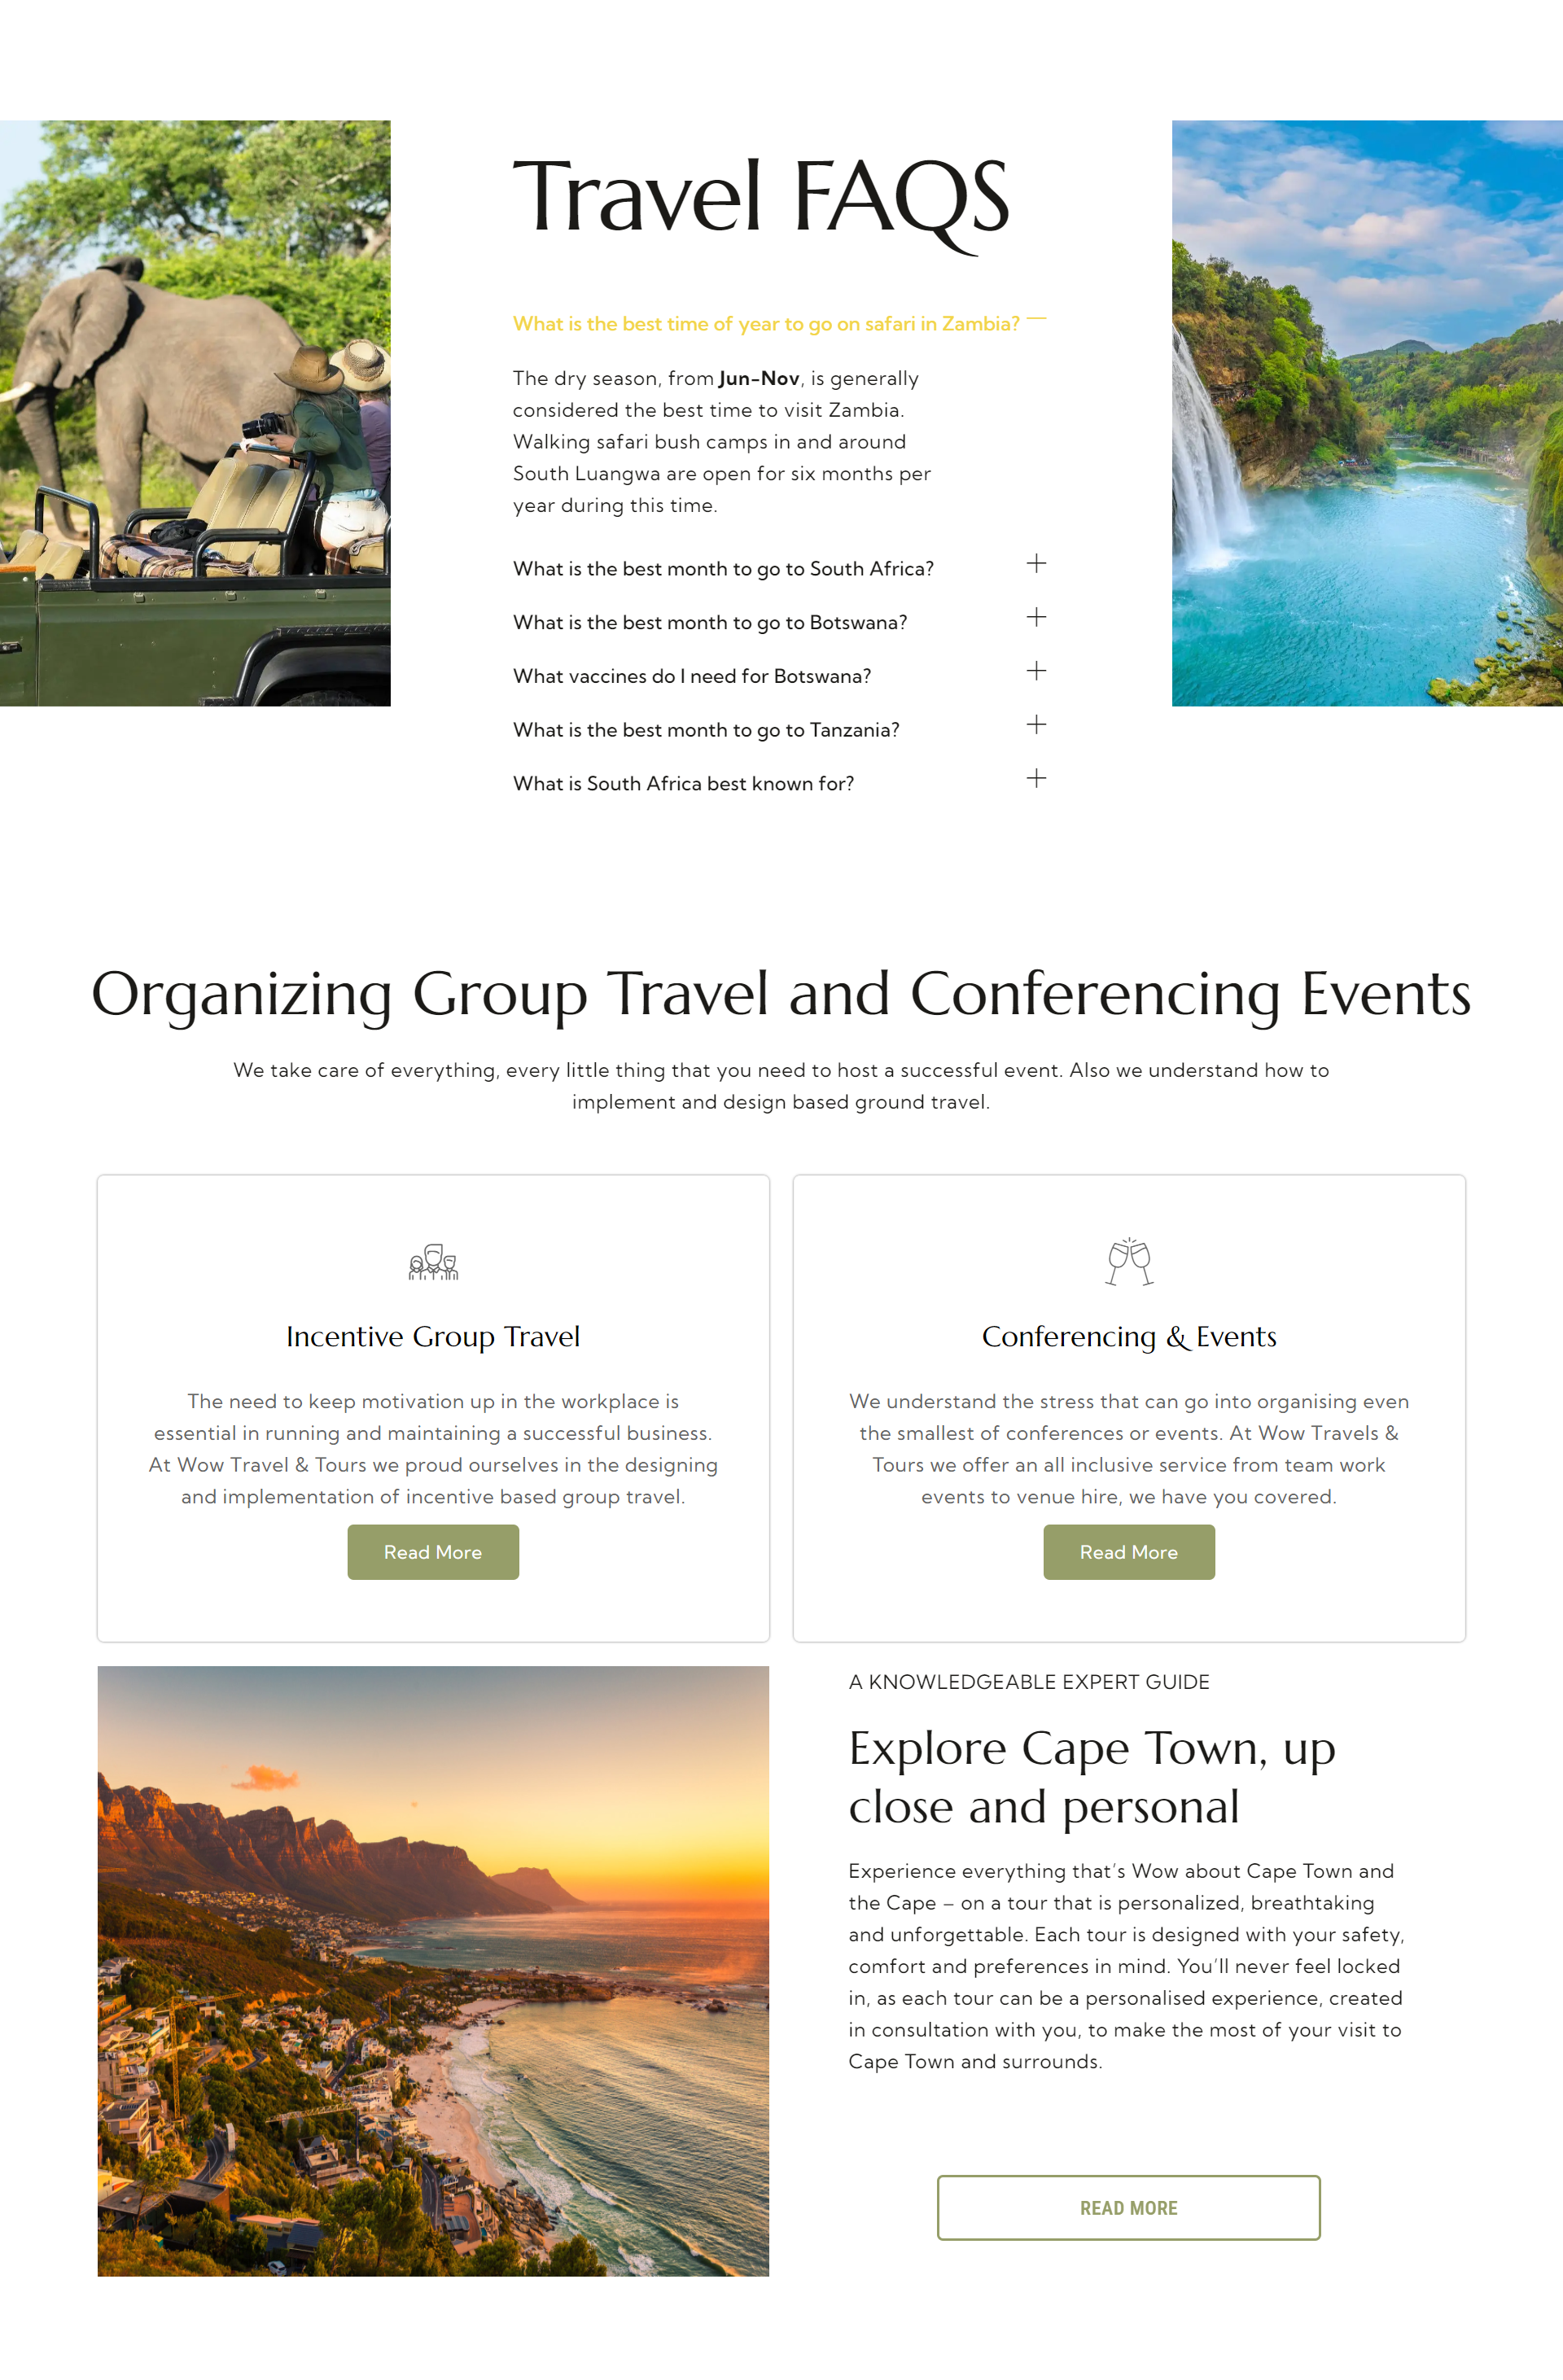 Travel FAQS
What is the best time of year to go on safari in Zambia?
The dry season, from Jun-Nov, is generally
considered the best time to visit Zambia.
Walking safari bush camps in and around
South Luangwa are open for six months per
year during this time.
What is the best month to go to South Africa?
What is the best month to go to Botswana?
What vaccines do I need for Botswana?
What is the best month to go to Tanzania?
What is South Africa best known for?
Organizing Group Travel and Conferencing Events
We take care of everything, every little thing that you need to host a successful event. Also we understand how to
implement and design based ground travel.
Incentive Group Travel
The need to keep motivation up in the workplace is
essential in running and maintaining a successful business.
At Wow Travel & Tours we proud ourselves in the designing
and implementation of incentive based group travel.
Read More
Conferencing & Events
We understand the stress that can go into organising even
the smallest of conferences or events. At Wow Travels &
Tours we offer an all inclusive service from team work
events to venue hire, we have you covered.
Read More
A KNOWLEDGEABLE EXPERT GUIDE
Explore Cape Town, up
close and personal
Experience everything that's Wow about Cape Town and
the Cape – on a tour that is personalized, breathtaking
and unforgettable. Each tour is designed with your safety,
comfort and preferences in mind. You'll never feel locked
in, as each tour can be a personalised experience, created
in consultation with you, to make the most of your visit to
Cape Town and surrounds.
READ MORE